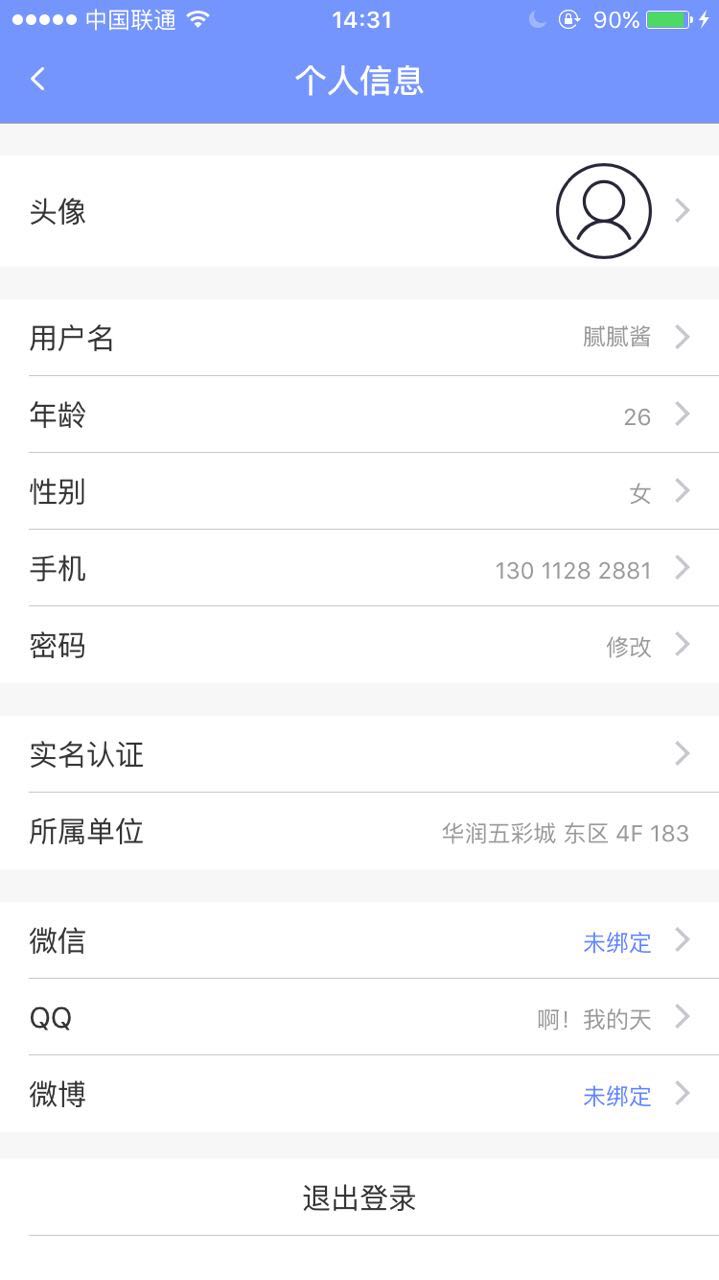 中国联通 14:31 90%
个人信息
头像
用户名 腻腻酱
年龄 26
性别 女
手机 130 1128 2881
密码 修改
实名认证
所属单位 华润五彩城 东区 4F 183
微信 未绑定
QQ 啊！我的天
微博 未绑定
退出登录